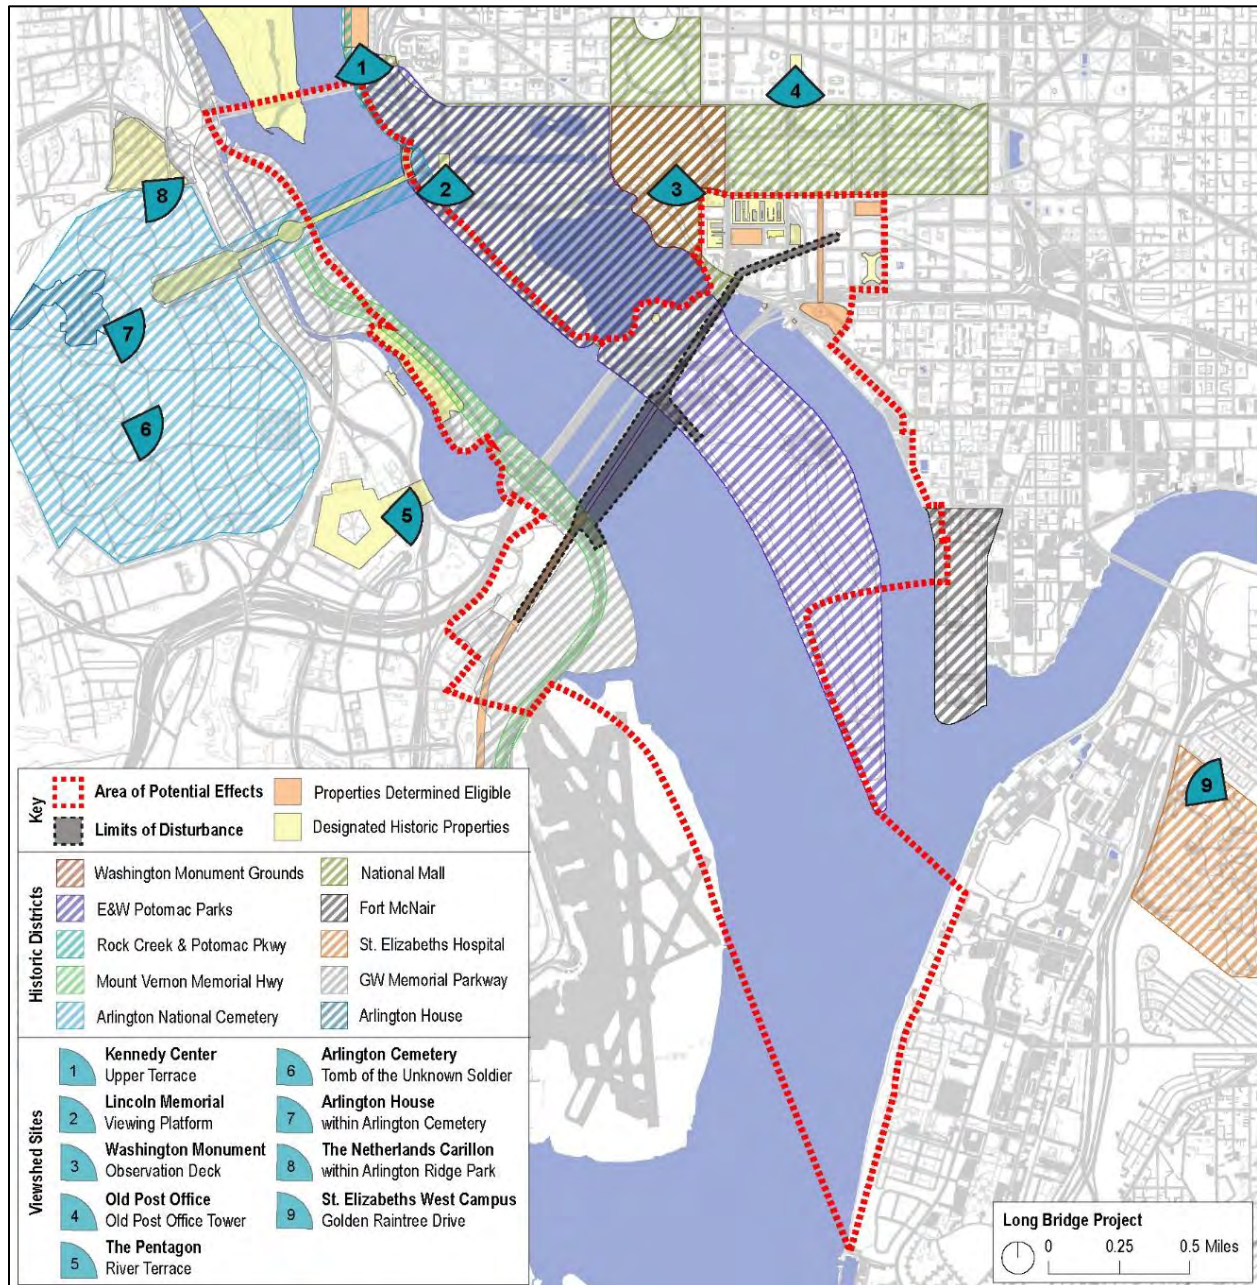 1
4
2
3
8
7
6
5
9
Key
Area of Potential Effects
Properties Determined Eligible
Limits of Disturbance
Designated Historic Properties
Historic Districts
Washington Monument Grounds
National Mall
E&W Potomac Parks
Fort McNair
Rock Creek & Potomac Pkwy
St. Elizabeths Hospital
Mount Vernon Memorial Hwy
GW Memorial Parkway
Arlington National Cemetery
Arlington House
Viewshed Sites
1
Kennedy Center
Upper Terrace
6
Arlington Cemetery
Tomb of the Unknown Soldier
2
Lincoln Memorial
Viewing Platform
7
Arlington House
within Arlington Cemetery
3
Washington Monument
Observation Deck
8
The Netherlands Carillon
within Arlington Ridge Park
4
Old Post Office
Old Post Office Tower
9
St. Elizabeths West Campus
Golden Raintree Drive
5
The Pentagon
River Terrace
Long Bridge Project
0 0.25 0.5 Miles